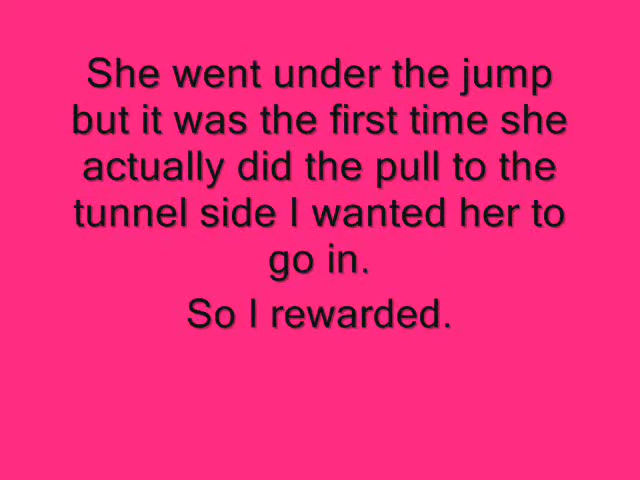 She went under the jump
but it was the first time she
actually did the pull to the
tunnel side I wanted her to
go in.
So I rewarded.